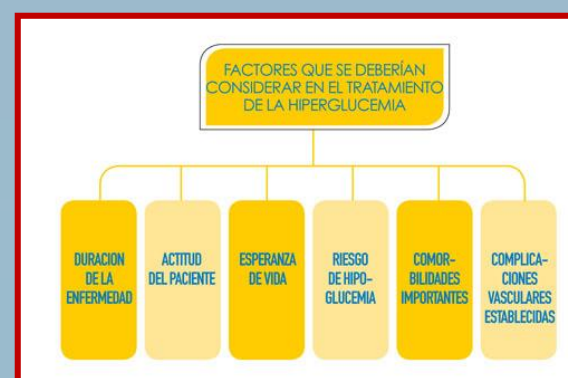 FACTORES QUE SE DEBERÍAN
CONSIDERAR EN EL TRATAMIENTO
DE LA HIPERGLUCEMIA
DURACION
DE LA
ENFERMEDAD
ACTITUD
DEL PACIENTE
ESPERANZA
DE VIDA
RIESGO
DE HIPO-
GLUCEMIA
COMOR-
BILIDADES
IMPORTANTES
COMPLICA-
CIONES
VASCULARES
ESTABLECIDAS